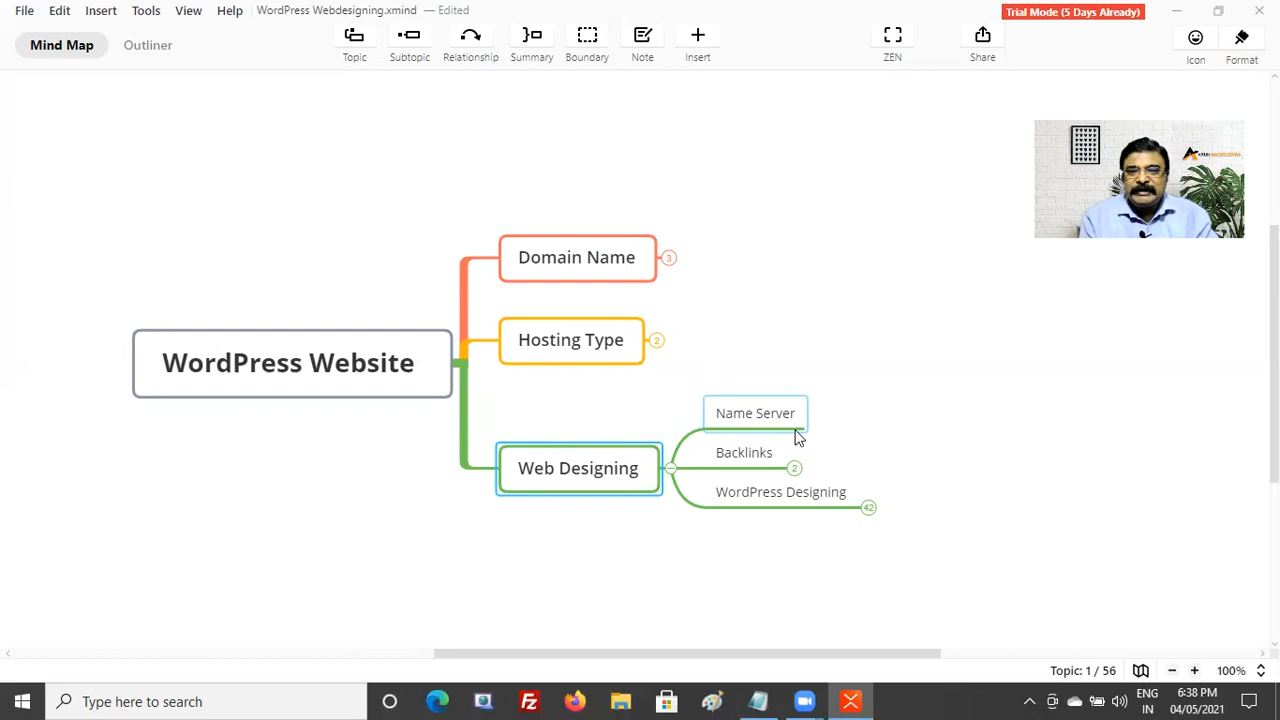 File Edit Insert Tools View Help WordPress Webdesigning.xmind — Edited Trial Mode (5 Days Already)
Mind Map Outliner Topic Subtopic Relationship Summary Boundary Note Insert ZEN Share Icon Format
Domain Name 3
Hosting Type 2
WordPress Website
Name Server
Backlinks 2
Web Designing
WordPress Designing 42
Topic: 1 / 56 100%
Type here to search
ENG 6:38 PM
IN 04/05/2021